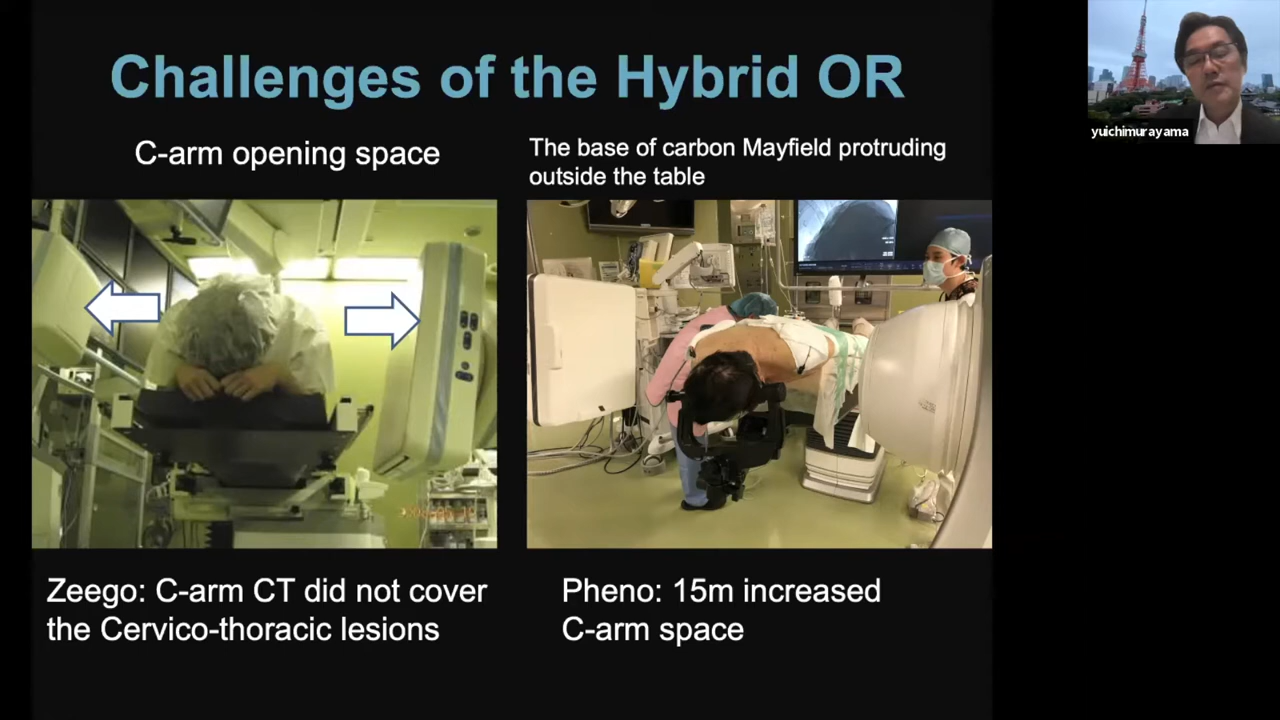 Challenges of the Hybrid OR
C-arm opening space
The base of carbon Mayfield protruding
outside the table
Zeego: C-arm CT did not cover
the Cervico-thoracic lesions
Pheno: 15m increased
C-arm space
yuichimurayama